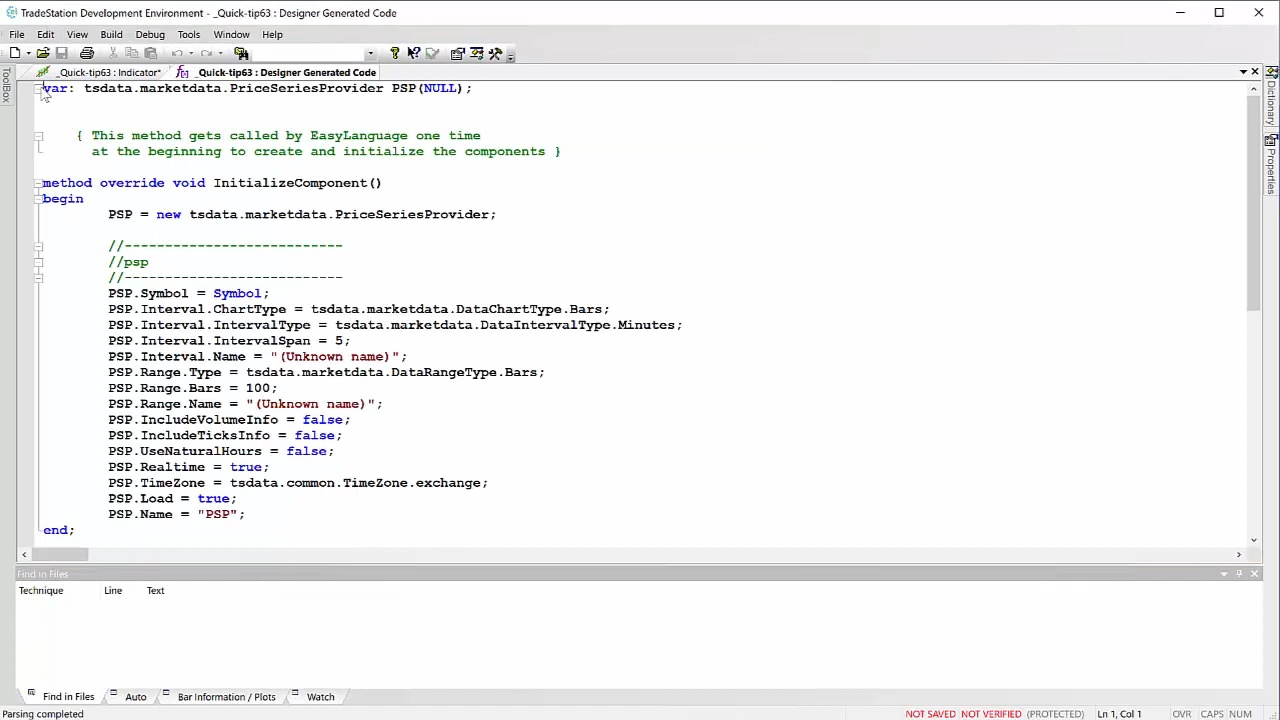 TradeStation Development Environment - _Quick-tip63 : Designer Generated Code
File Edit View Build Debug Tools Window Help
_Quick-tip63 : Indicator* _Quick-tip63 : Designer Generated Code
ToolBox
Dictionary
Properties
var: tsdata.marketdata.PriceSeriesProvider PSP(NULL);
{ This method gets called by EasyLanguage one time
at the beginning to create and initialize the components }
method override void InitializeComponent()
begin
PSP = new tsdata.marketdata.PriceSeriesProvider;
//---------------------------
//psp
//---------------------------
PSP.Symbol = Symbol;
PSP.Interval.ChartType = tsdata.marketdata.DataChartType.Bars;
PSP.Interval.IntervalType = tsdata.marketdata.DataIntervalType.Minutes;
PSP.Interval.IntervalSpan = 5;
PSP.Interval.Name = "(Unknown name)";
PSP.Range.Type = tsdata.marketdata.DataRangeType.Bars;
PSP.Range.Bars = 100;
PSP.Range.Name = "(Unknown name)";
PSP.IncludeVolumeInfo = false;
PSP.IncludeTicksInfo = false;
PSP.UseNaturalHours = false;
PSP.Realtime = true;
PSP.TimeZone = tsdata.common.TimeZone.exchange;
PSP.Load = true;
PSP.Name = "PSP";
end;
Find in Files
Technique Line Text
Find in Files Auto Bar Information / Plots Watch
Parsing completed NOT SAVED NOT VERIFIED (PROTECTED) Ln 1, Col 1 OVR CAPS NUM